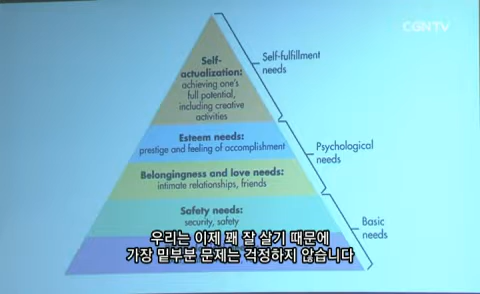 CGNTV
Self-
actualization:
achieving one's
full potential,
including creative
activities
Self-fulfillment
needs
Esteem needs:
prestige and feeling of accomplishment
Psychological
needs
Belongingness and love needs:
intimate relationships, friends
Safety needs:
security, safety
Basic
needs
우리는 이제 꽤 잘 살기 때문에
가장 밑부분 문제는 걱정하지 않습니다